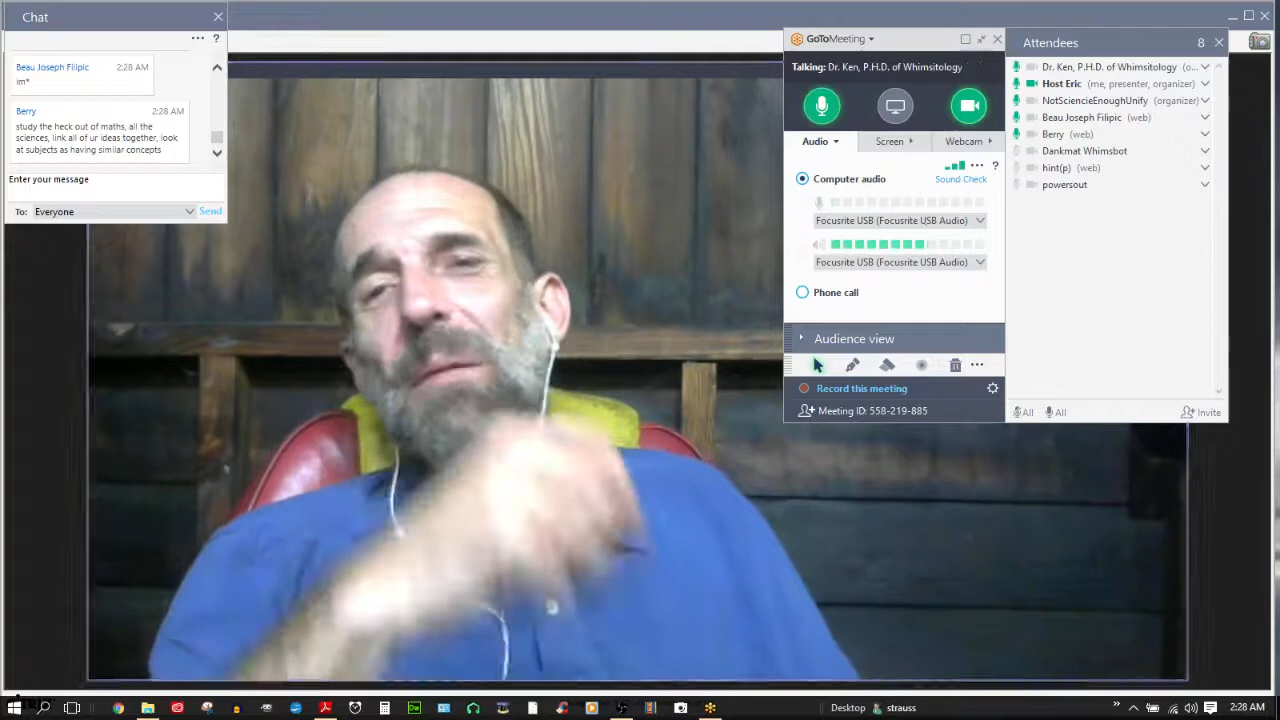 Chat
Beau Joseph Filipic 2:28 AM
im*
Berry 2:28 AM
study the heck out of maths, all the
sciences, link all of ur ideas together, look
at subjects as having similar concepts
Enter your message
To: Everyone Send
GoToMeeting
Talking: Dr. Ken, P.H.D. of Whimsitology
Audio Screen Webcam
? Computer audio
Sound Check
Focusrite USB (Focusrite USB Audio)
Focusrite USB (Focusrite USB Audio)
Phone call
Audience view
Record this meeting
Meeting ID: 558-219-885
Attendees 8
Dr. Ken, P.H.D. of Whimsitology (o...
Host Eric (me, presenter, organizer)
NotSciencieEnoughUnify (organizer)
Beau Joseph Filipic (web)
Berry (web)
Dankmat Whimsbot
hint(p) (web)
powersout
All All Invite
Desktop strauss 2:28 AM